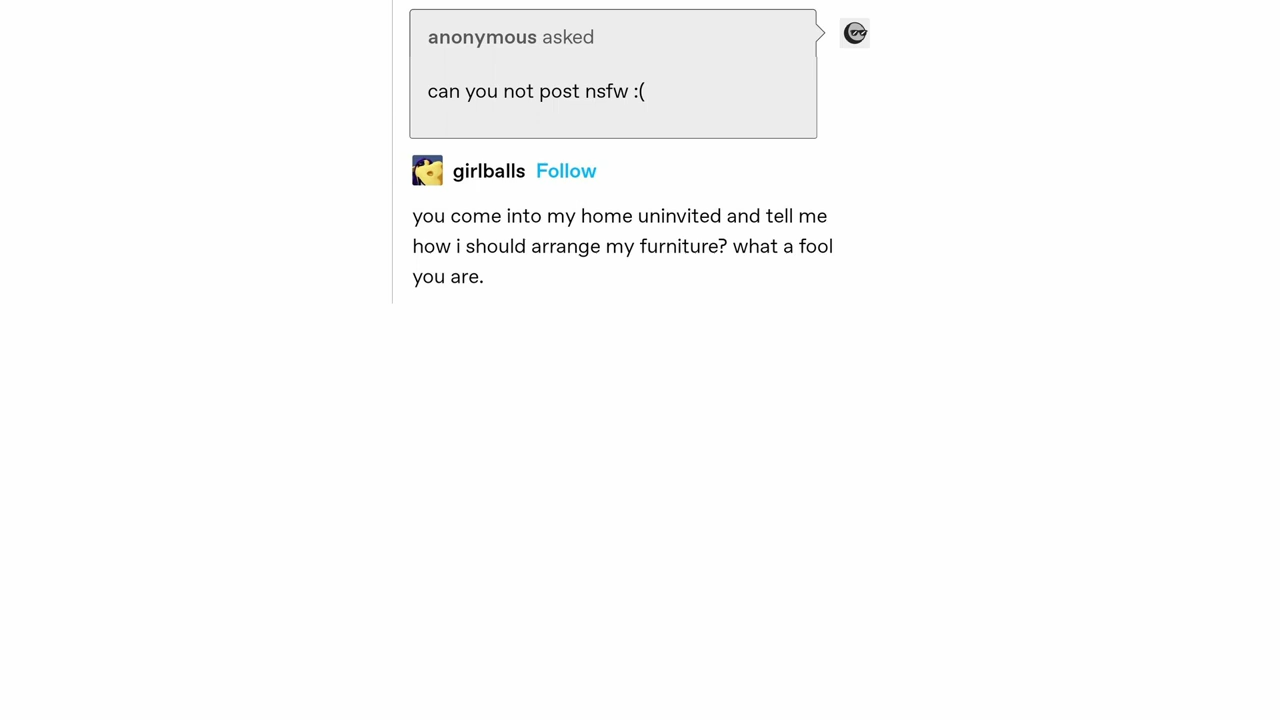 anonymous asked
can you not post nsfw :(
girlballs Follow
you come into my home uninvited and tell me
how i should arrange my furniture? what a fool
you are.